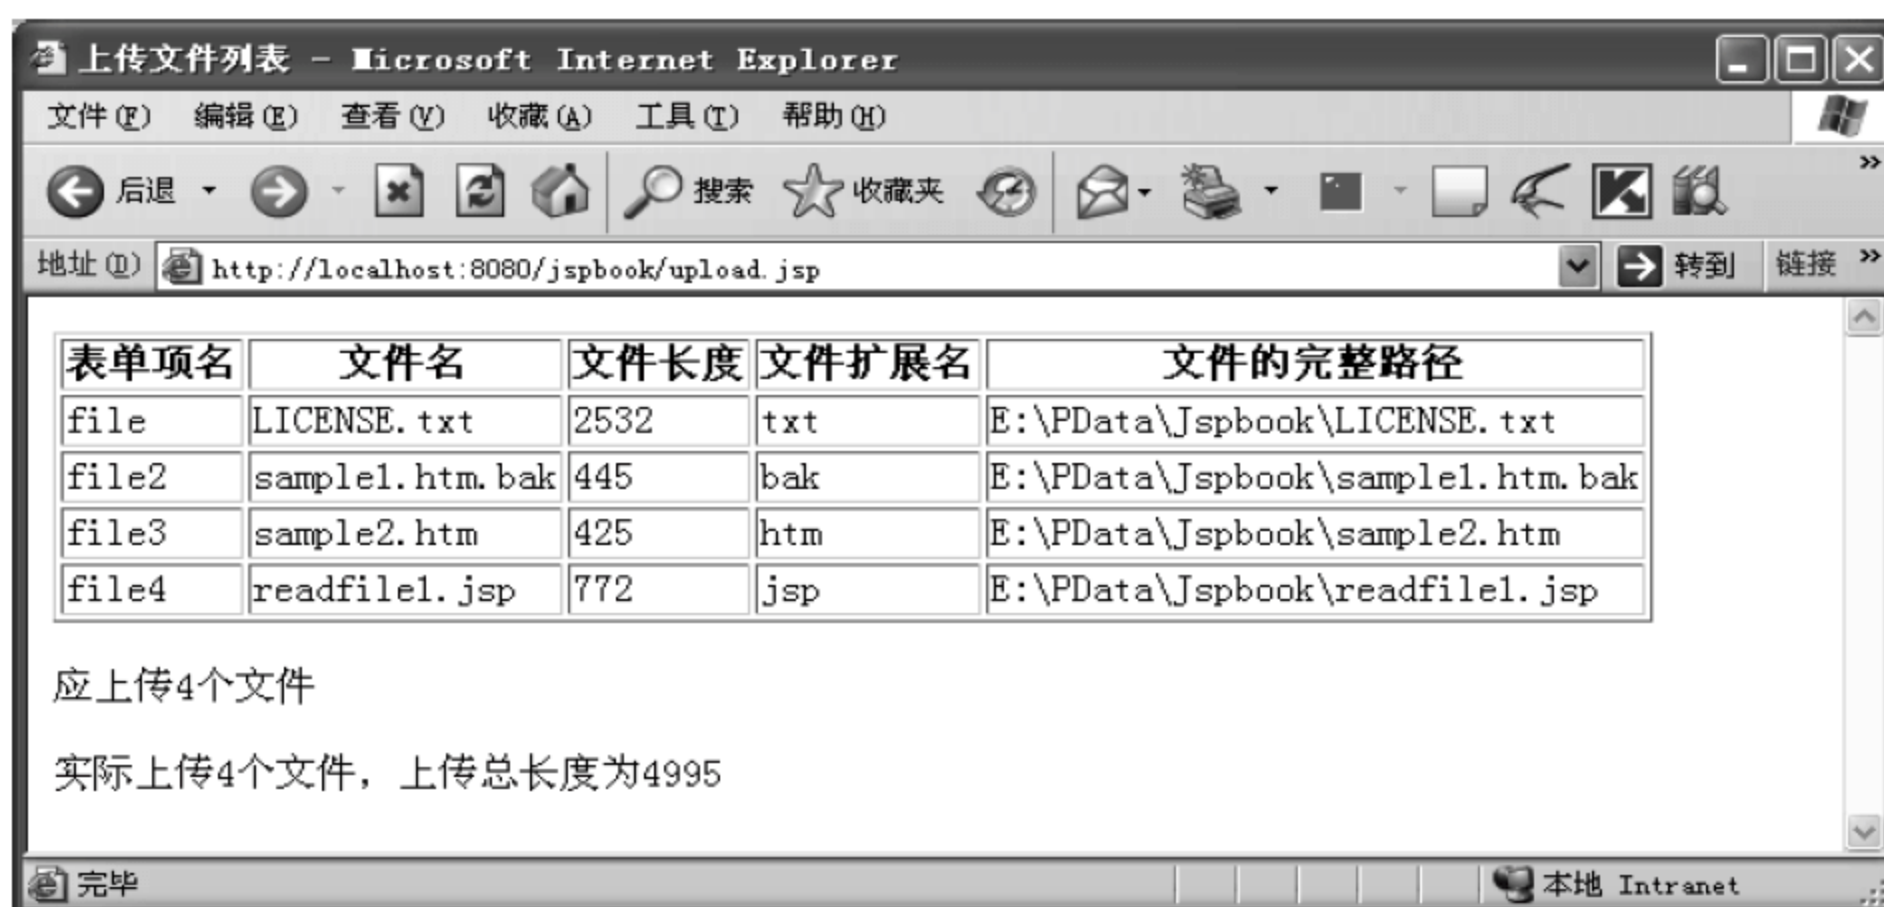 上传文件列表 - Microsoft Internet Explorer
文件(F) 编辑(E) 查看(V) 收藏(A) 工具(T) 帮助(H)
后退 搜索 收藏夹 »
地址(D) http://localhost:8080/jspbook/upload.jsp 转到 链接 »
表单项名 文件名 文件长度 文件扩展名 文件的完整路径
file LICENSE.txt 2532 txt E:\PData\Jspbook\LICENSE.txt
file2 sample1.htm.bak 445 bak E:\PData\Jspbook\sample1.htm.bak
file3 sample2.htm 425 htm E:\PData\Jspbook\sample2.htm
file4 readfile1.jsp 772 jsp E:\PData\Jspbook\readfile1.jsp
应上传4个文件
实际上传4个文件，上传总长度为4995
完毕 本地 Intranet